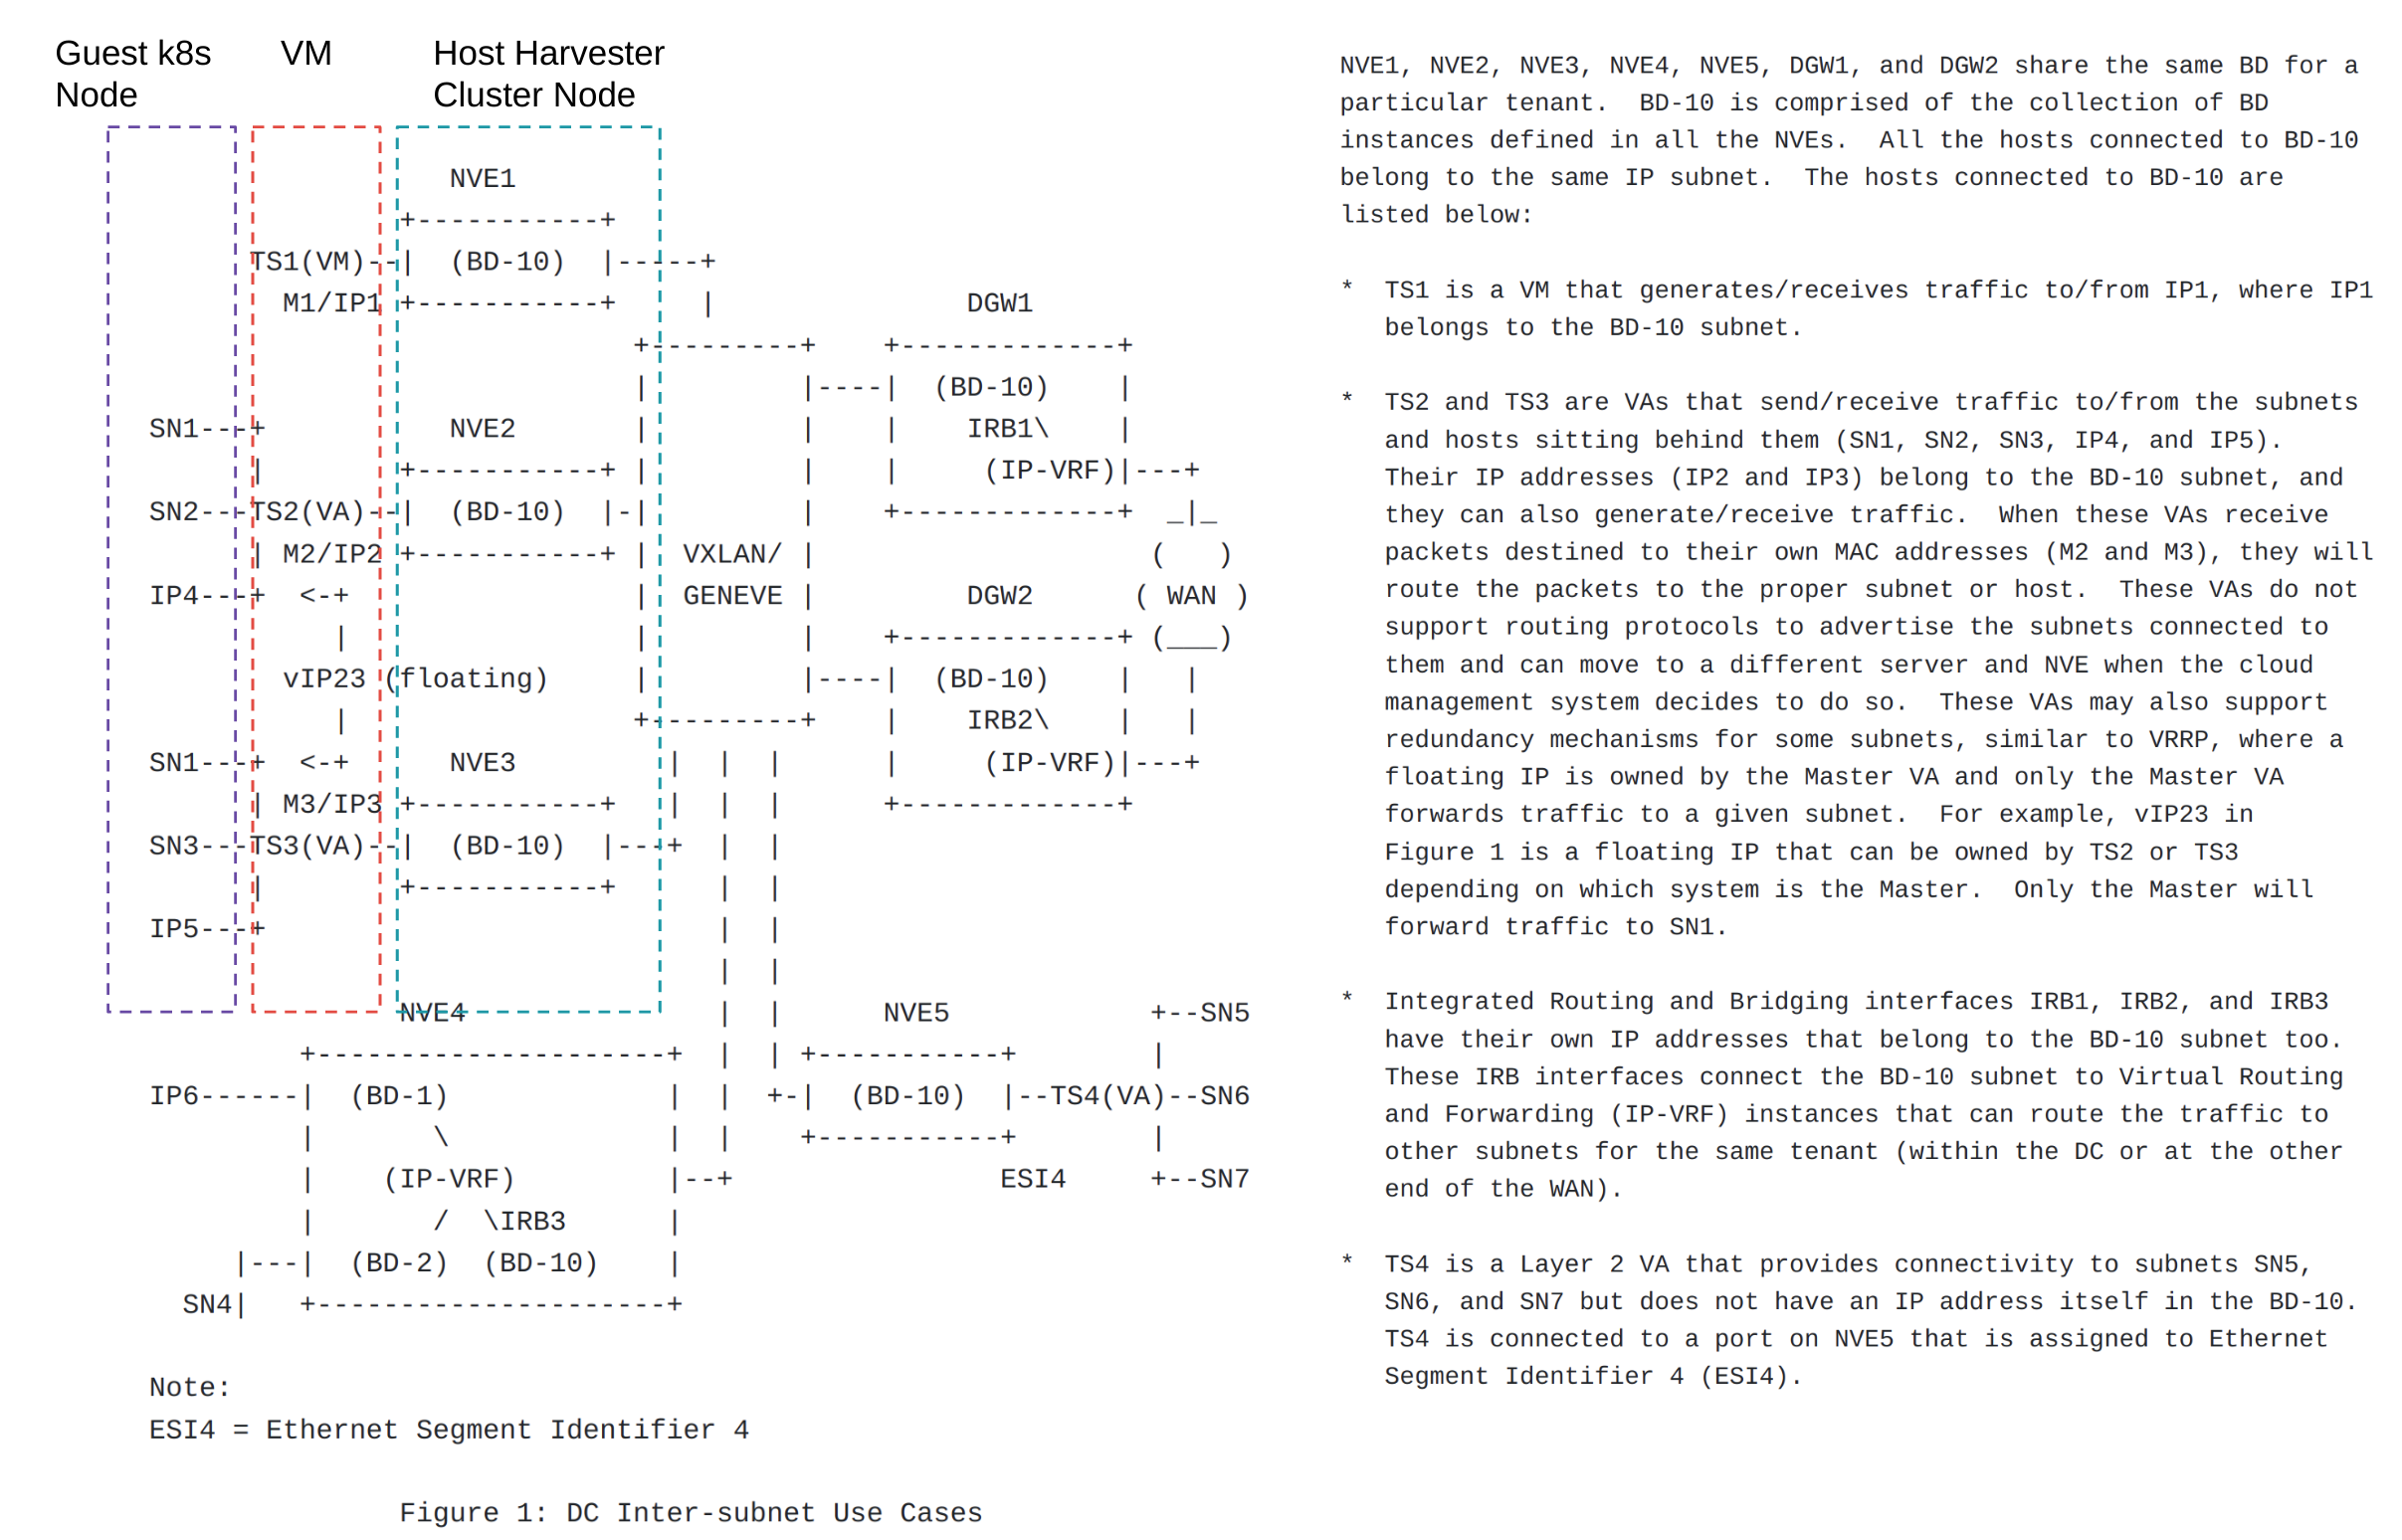 Guest k8s Node
VM
Host Harvester Cluster Node
                  NVE1
               +-----------+
      TS1(VM)--|  (BD-10)  |-----+
        M1/IP1 +-----------+     |               DGW1
                             +---------+    +-------------+
                             |         |----|  (BD-10)    |
SN1---+           NVE2       |         |    |    IRB1\    |
      |        +-----------+ |         |    |     (IP-VRF)|---+
SN2---TS2(VA)--|  (BD-10)  |-|         |    +-------------+  _|_
      | M2/IP2 +-----------+ |  VXLAN/ |                    (   )
IP4---+  <-+                 |  GENEVE |         DGW2      ( WAN )
           |                 |         |    +-------------+ (___)
        vIP23 (floating)     |         |----|  (BD-10)    |   |
           |                 +---------+    |    IRB2\    |   |
SN1---+  <-+      NVE3         |  |  |      |     (IP-VRF)|---+
      | M3/IP3 +-----------+   |  |  |      +-------------+
SN3---TS3(VA)--|  (BD-10)  |---+  |  |
      |        +-----------+      |  |
IP5---+                           |  |
                                  |  |
               NVE4               |  |      NVE5            +--SN5
         +---------------------+  |  | +-----------+        |
IP6------|  (BD-1)             |  |  +-|  (BD-10)  |--TS4(VA)--SN6
         |       \             |  |    +-----------+        |
         |    (IP-VRF)         |--+                ESI4     +--SN7
         |       /  \IRB3      |
     |---|  (BD-2)  (BD-10)    |
  SN4|   +---------------------+
Note:
ESI4 = Ethernet Segment Identifier 4
Figure 1: DC Inter-subnet Use Cases
NVE1, NVE2, NVE3, NVE4, NVE5, DGW1, and DGW2 share the same BD for a
particular tenant.  BD-10 is comprised of the collection of BD
instances defined in all the NVEs.  All the hosts connected to BD-10
belong to the same IP subnet.  The hosts connected to BD-10 are
listed below:
*  TS1 is a VM that generates/receives traffic to/from IP1, where IP1
   belongs to the BD-10 subnet.
*  TS2 and TS3 are VAs that send/receive traffic to/from the subnets
   and hosts sitting behind them (SN1, SN2, SN3, IP4, and IP5).
   Their IP addresses (IP2 and IP3) belong to the BD-10 subnet, and
   they can also generate/receive traffic.  When these VAs receive
   packets destined to their own MAC addresses (M2 and M3), they will
   route the packets to the proper subnet or host.  These VAs do not
   support routing protocols to advertise the subnets connected to
   them and can move to a different server and NVE when the cloud
   management system decides to do so.  These VAs may also support
   redundancy mechanisms for some subnets, similar to VRRP, where a
   floating IP is owned by the Master VA and only the Master VA
   forwards traffic to a given subnet.  For example, vIP23 in
   Figure 1 is a floating IP that can be owned by TS2 or TS3
   depending on which system is the Master.  Only the Master will
   forward traffic to SN1.
*  Integrated Routing and Bridging interfaces IRB1, IRB2, and IRB3
   have their own IP addresses that belong to the BD-10 subnet too.
   These IRB interfaces connect the BD-10 subnet to Virtual Routing
   and Forwarding (IP-VRF) instances that can route the traffic to
   other subnets for the same tenant (within the DC or at the other
   end of the WAN).
*  TS4 is a Layer 2 VA that provides connectivity to subnets SN5,
   SN6, and SN7 but does not have an IP address itself in the BD-10.
   TS4 is connected to a port on NVE5 that is assigned to Ethernet
   Segment Identifier 4 (ESI4).